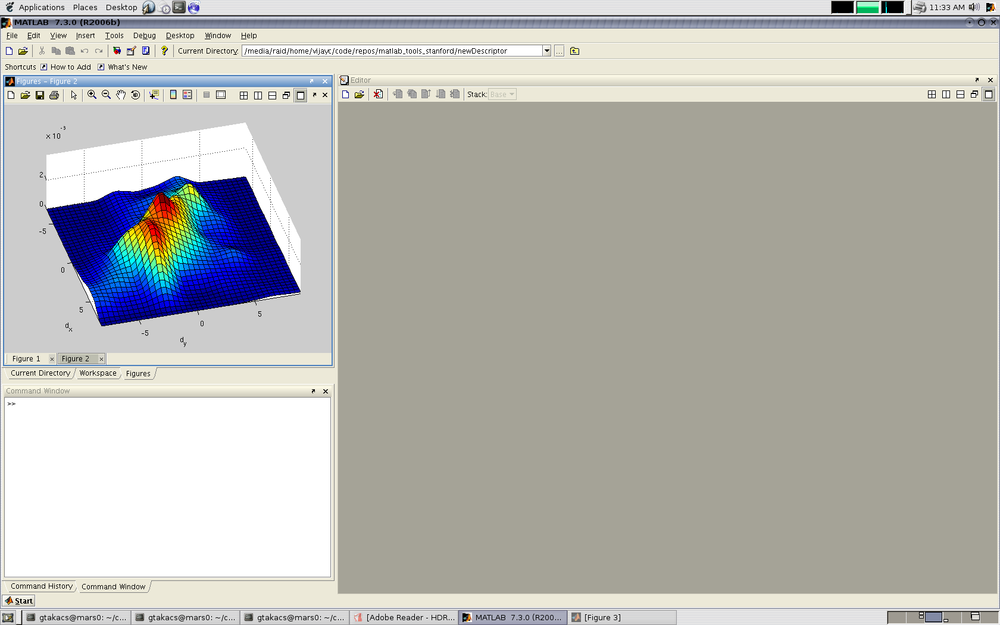 Applications Places Desktop 11:33 AM
MATLAB 7.3.0 (R2006b)
File Edit View Insert Tools Debug Desktop Window Help
Current Directory: /media/raid/home/vijayc/code/repos/matlab_tools_stanford/newDescriptor ...
Shortcuts How to Add What's New
Figures - Figure 2
Editor
Stack: Base
x 10
-3
2
0
-5
0
5
dx
-5
0
5
dy
Figure 1 Figure 2
Current Directory Workspace Figures
Command Window
>>
Command History Command Window
Start
gtakacs@mars0: ~/c... gtakacs@mars0: ~/c... gtakacs@mars0: ~/c... [Adobe Reader - HDR... MATLAB 7.3.0 (R200... [Figure 3]